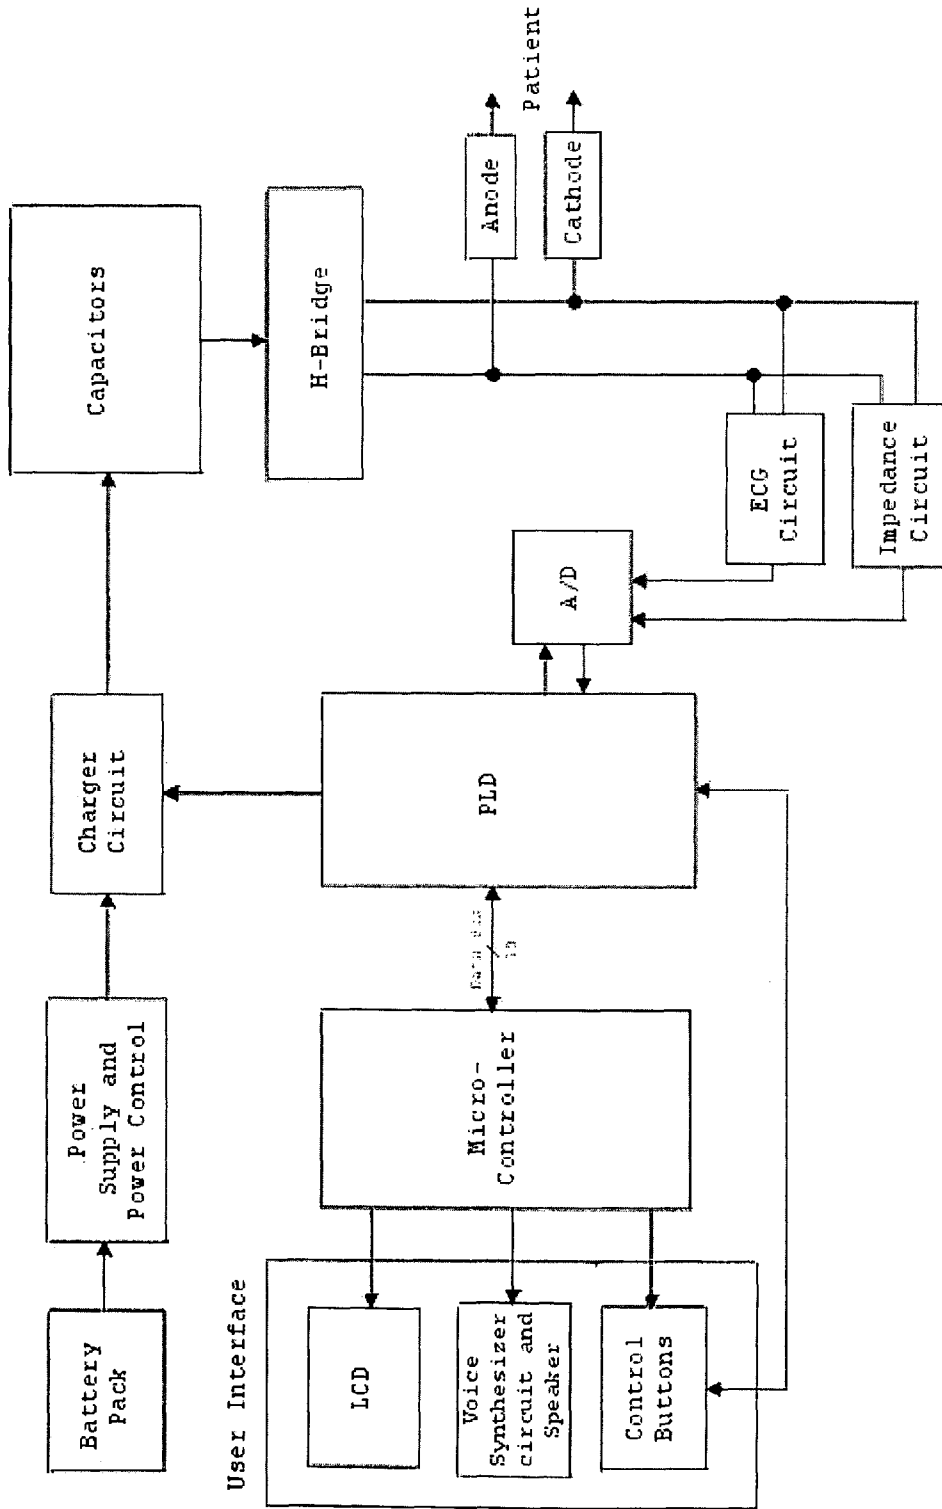 Battery
Pack
Power
Supply and
Power Control
Charger
Circuit
Capacitors
User Interface
LCD
Voice
Synthesizer
circuit and
Speaker
Control
Buttons
Micro-
Controller
PLD
A/D
H-Bridge
Anode
Cathode
Patient
ECG
Circuit
Impedance
Circuit